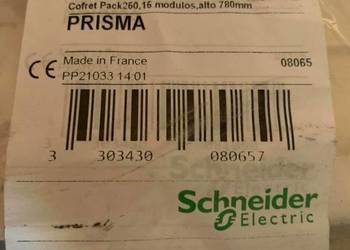 Cofret Pack260,16 modulos,alto 780mm
PRISMA
Made in France 08065
CE PP21033 14:01
3 303430 080657
Schneider
Electric